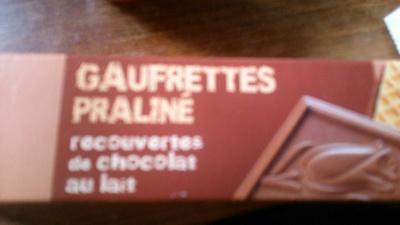 GAUFRETTES
PRALINÉ
recouvertes
de chocolat
au lait